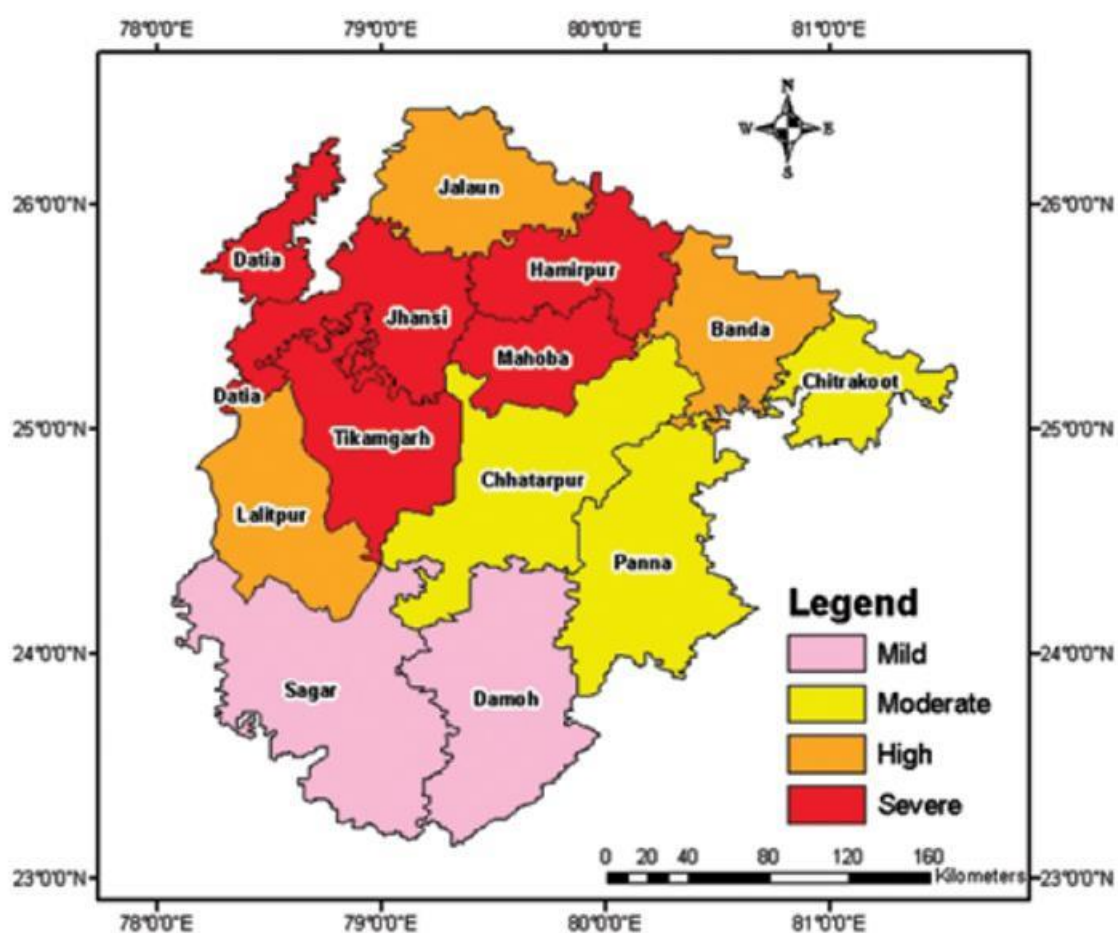 78°0'0"E 79°0'0"E 80°0'0"E 81°0'0"E
N
W E
S
26°0'0"N 26°0'0"N
Jalaun
Datia
Hamirpur
Jhansi
Banda
Mahoba
Chitrakoot
Datia
25°0'0"N 25°0'0"N
Tikamgarh
Chhatarpur
Lalitpur
Panna
Legend
24°0'0"N 24°0'0"N
Mild
Sagar
Damoh
Moderate
High
Severe
0 20 40 80 120 160
Kilometers
23°0'0"N 23°0'0"N
78°0'0"E 79°0'0"E 80°0'0"E 81°0'0"E